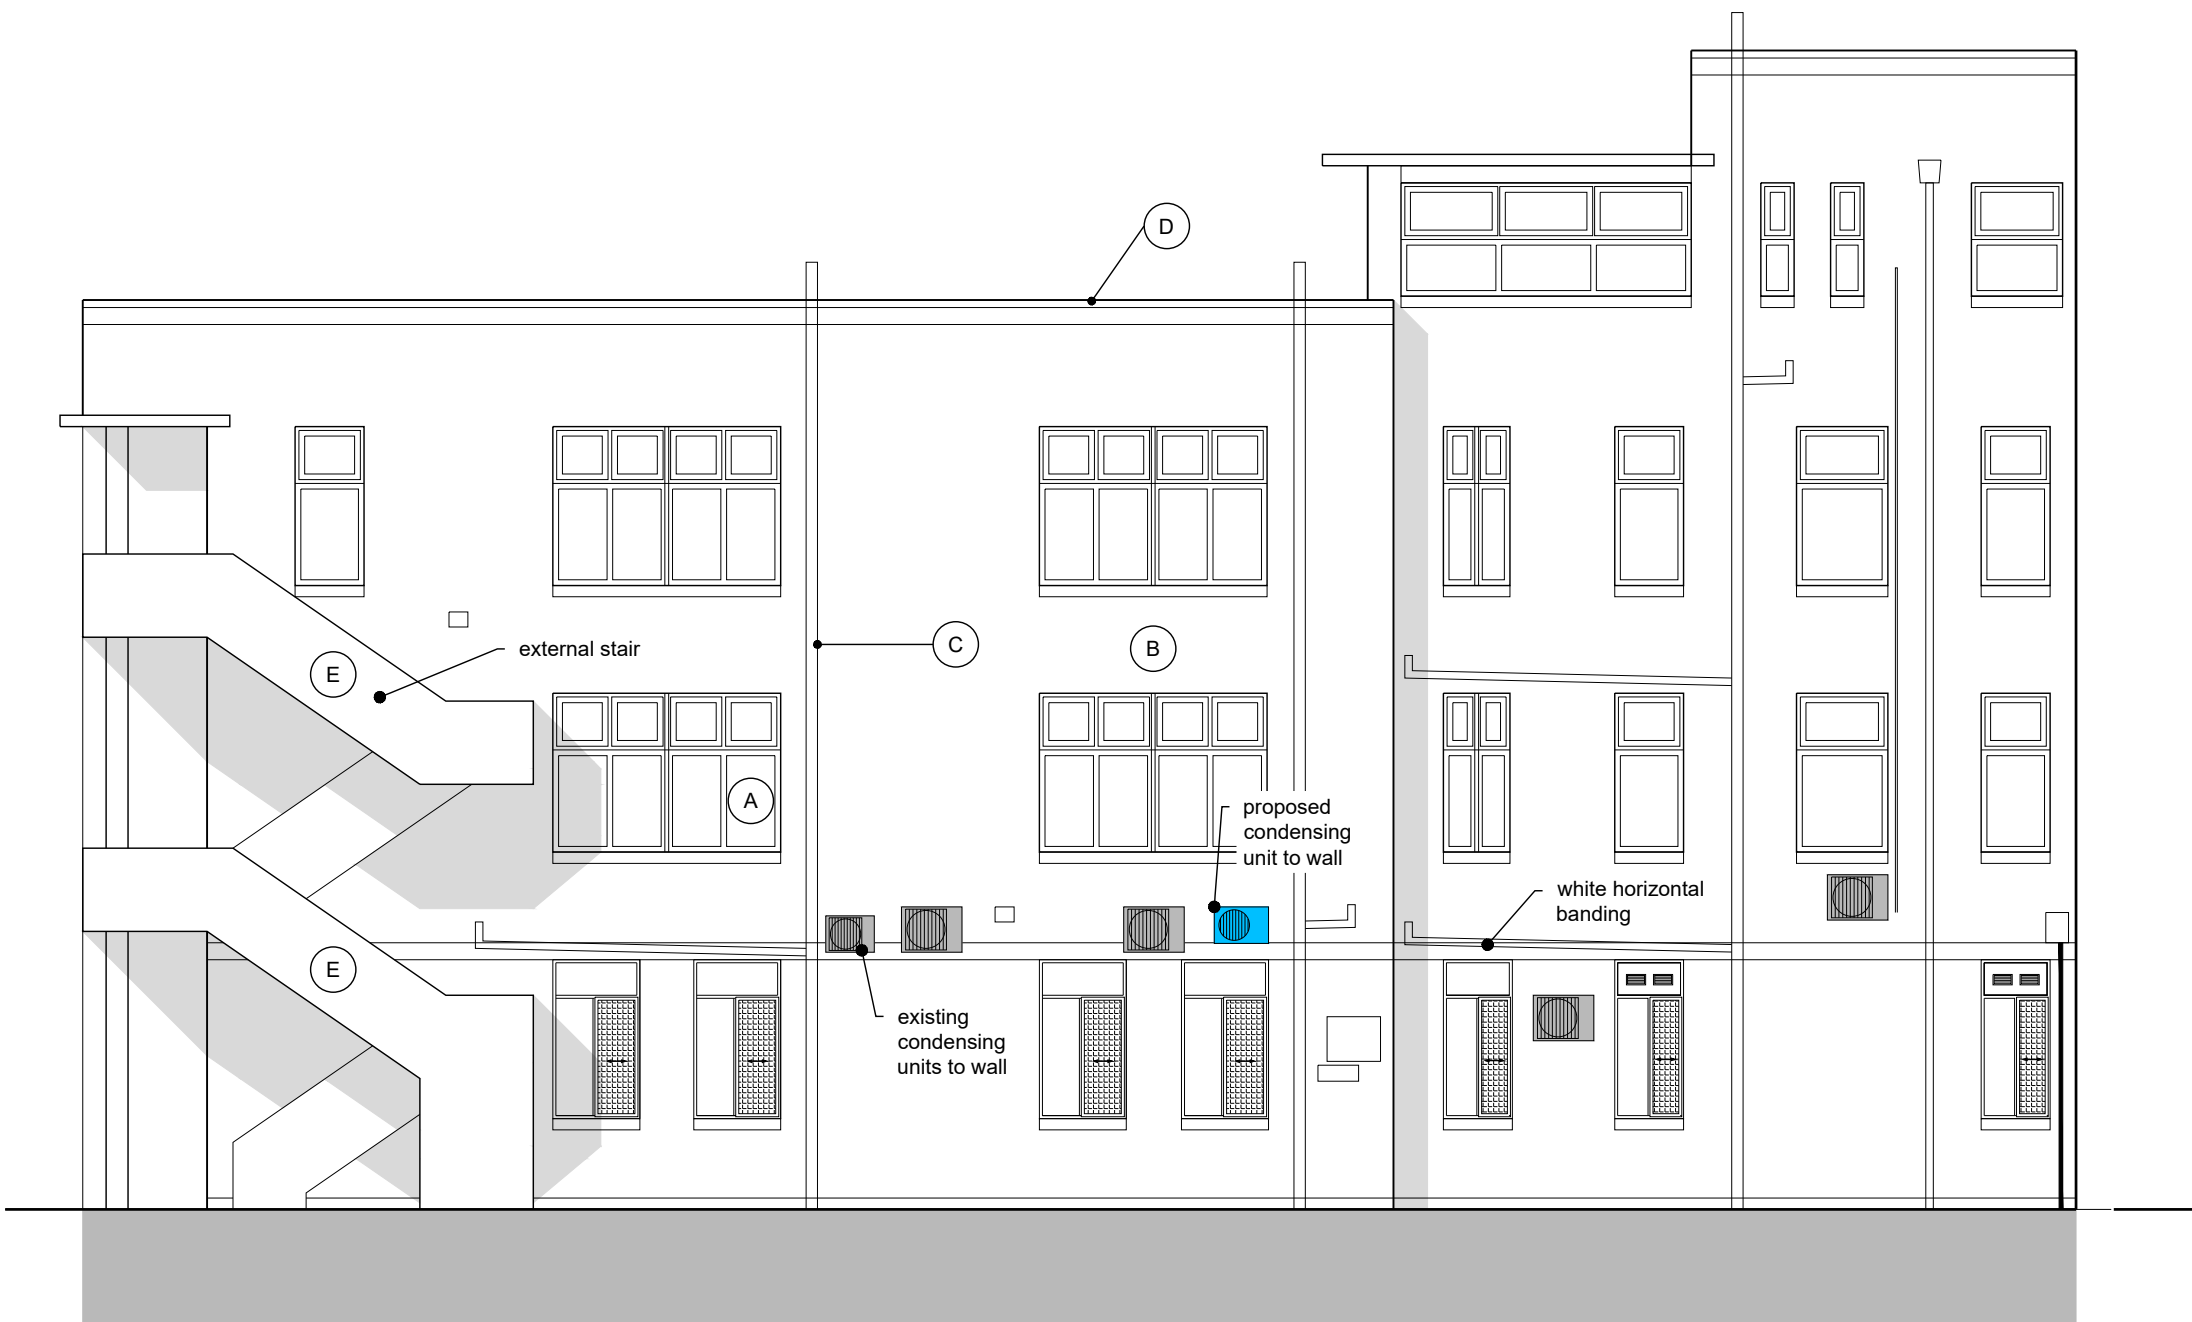 D
C
B
external stair
E
A
proposed
condensing
unit to wall
white horizontal
banding
E
existing
condensing
units to wall